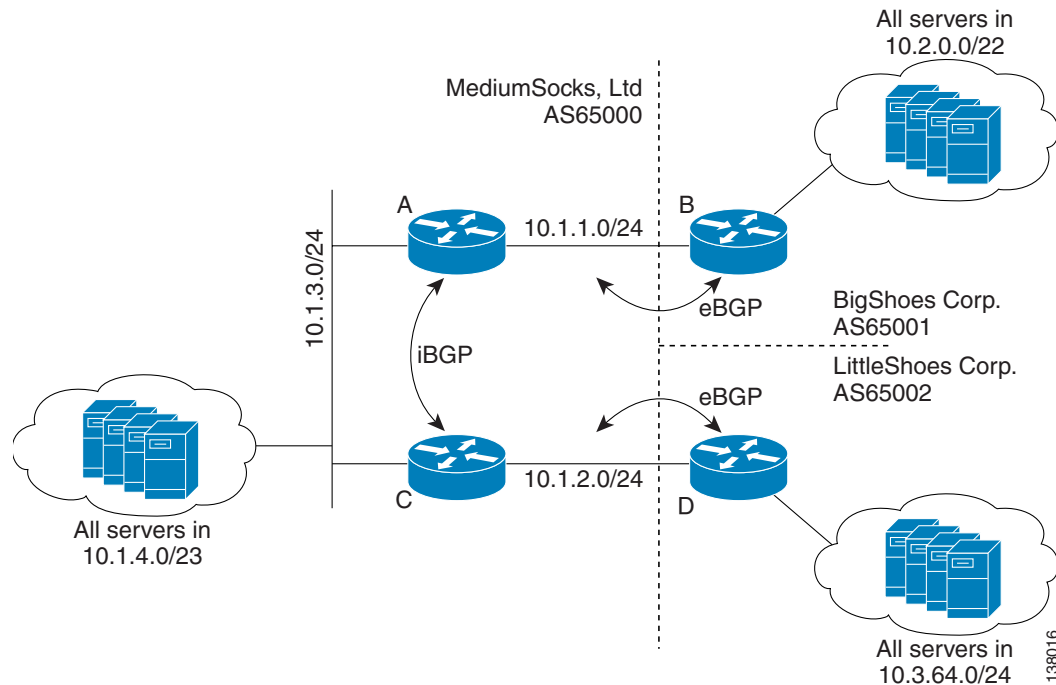 All servers in
10.2.0.0/22
MediumSocks, Ltd
AS65000
A
B
10.1.1.0/24
10.1.3.0/24
eBGP
BigShoes Corp.
AS65001
iBGP
LittleShoes Corp.
AS65002
eBGP
10.1.2.0/24
C
D
All servers in
10.1.4.0/23
All servers in
10.3.64.0/24
138016